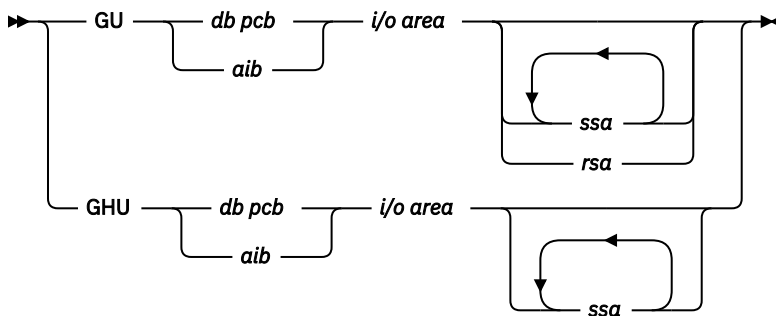 GU db pcb i/o area
aib
ssa
rsa
GHU db pcb i/o area
aib
ssa